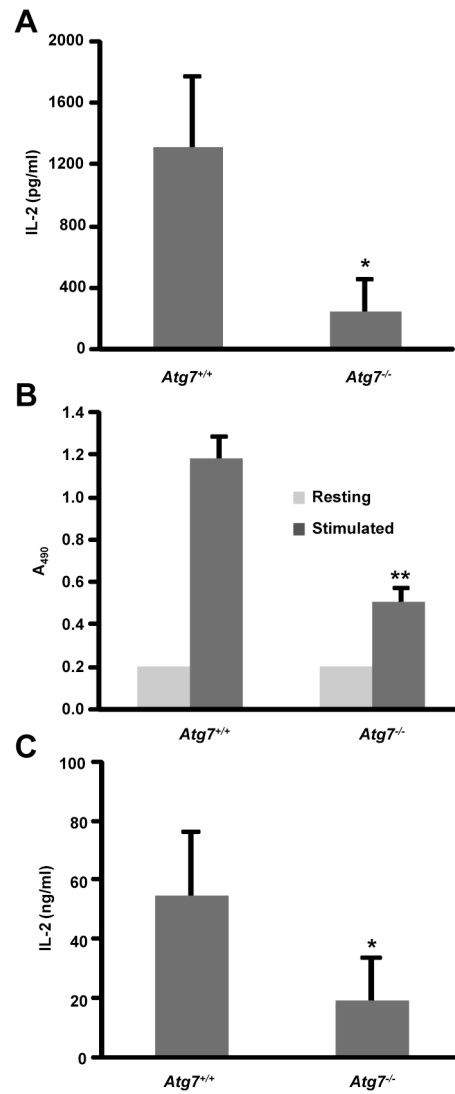 A
2000
1600
1200
800
400
0
IL-2 (pg/ml)
*
Atg7+/+ Atg7-/-
B
1.4
1.2
1.0
0.8
0.6
0.4
0.2
0.0
A490
Resting
Stimulated
**
Atg7+/+ Atg7-/-
C
100
80
60
40
20
0
IL-2 (ng/ml)
*
Atg7+/+ Atg7-/-